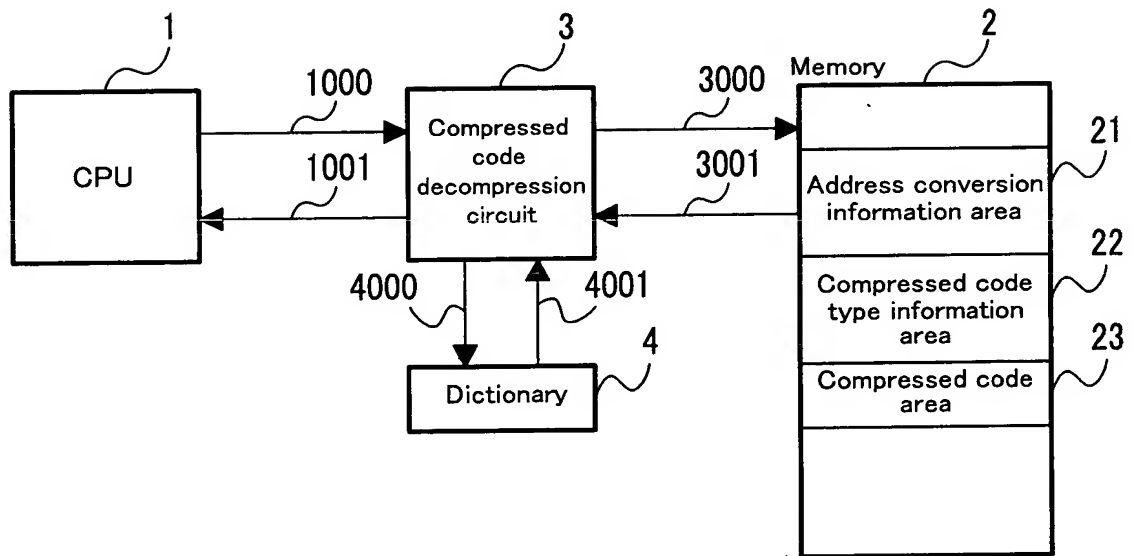 1
3
2
Memory
1000
3000
21
CPU
Compressed
code
decompression
circuit
1001
3001
Address conversion
information area
22
4000
4001
Compressed code
type information
area
23
4
Dictionary
Compressed code
area